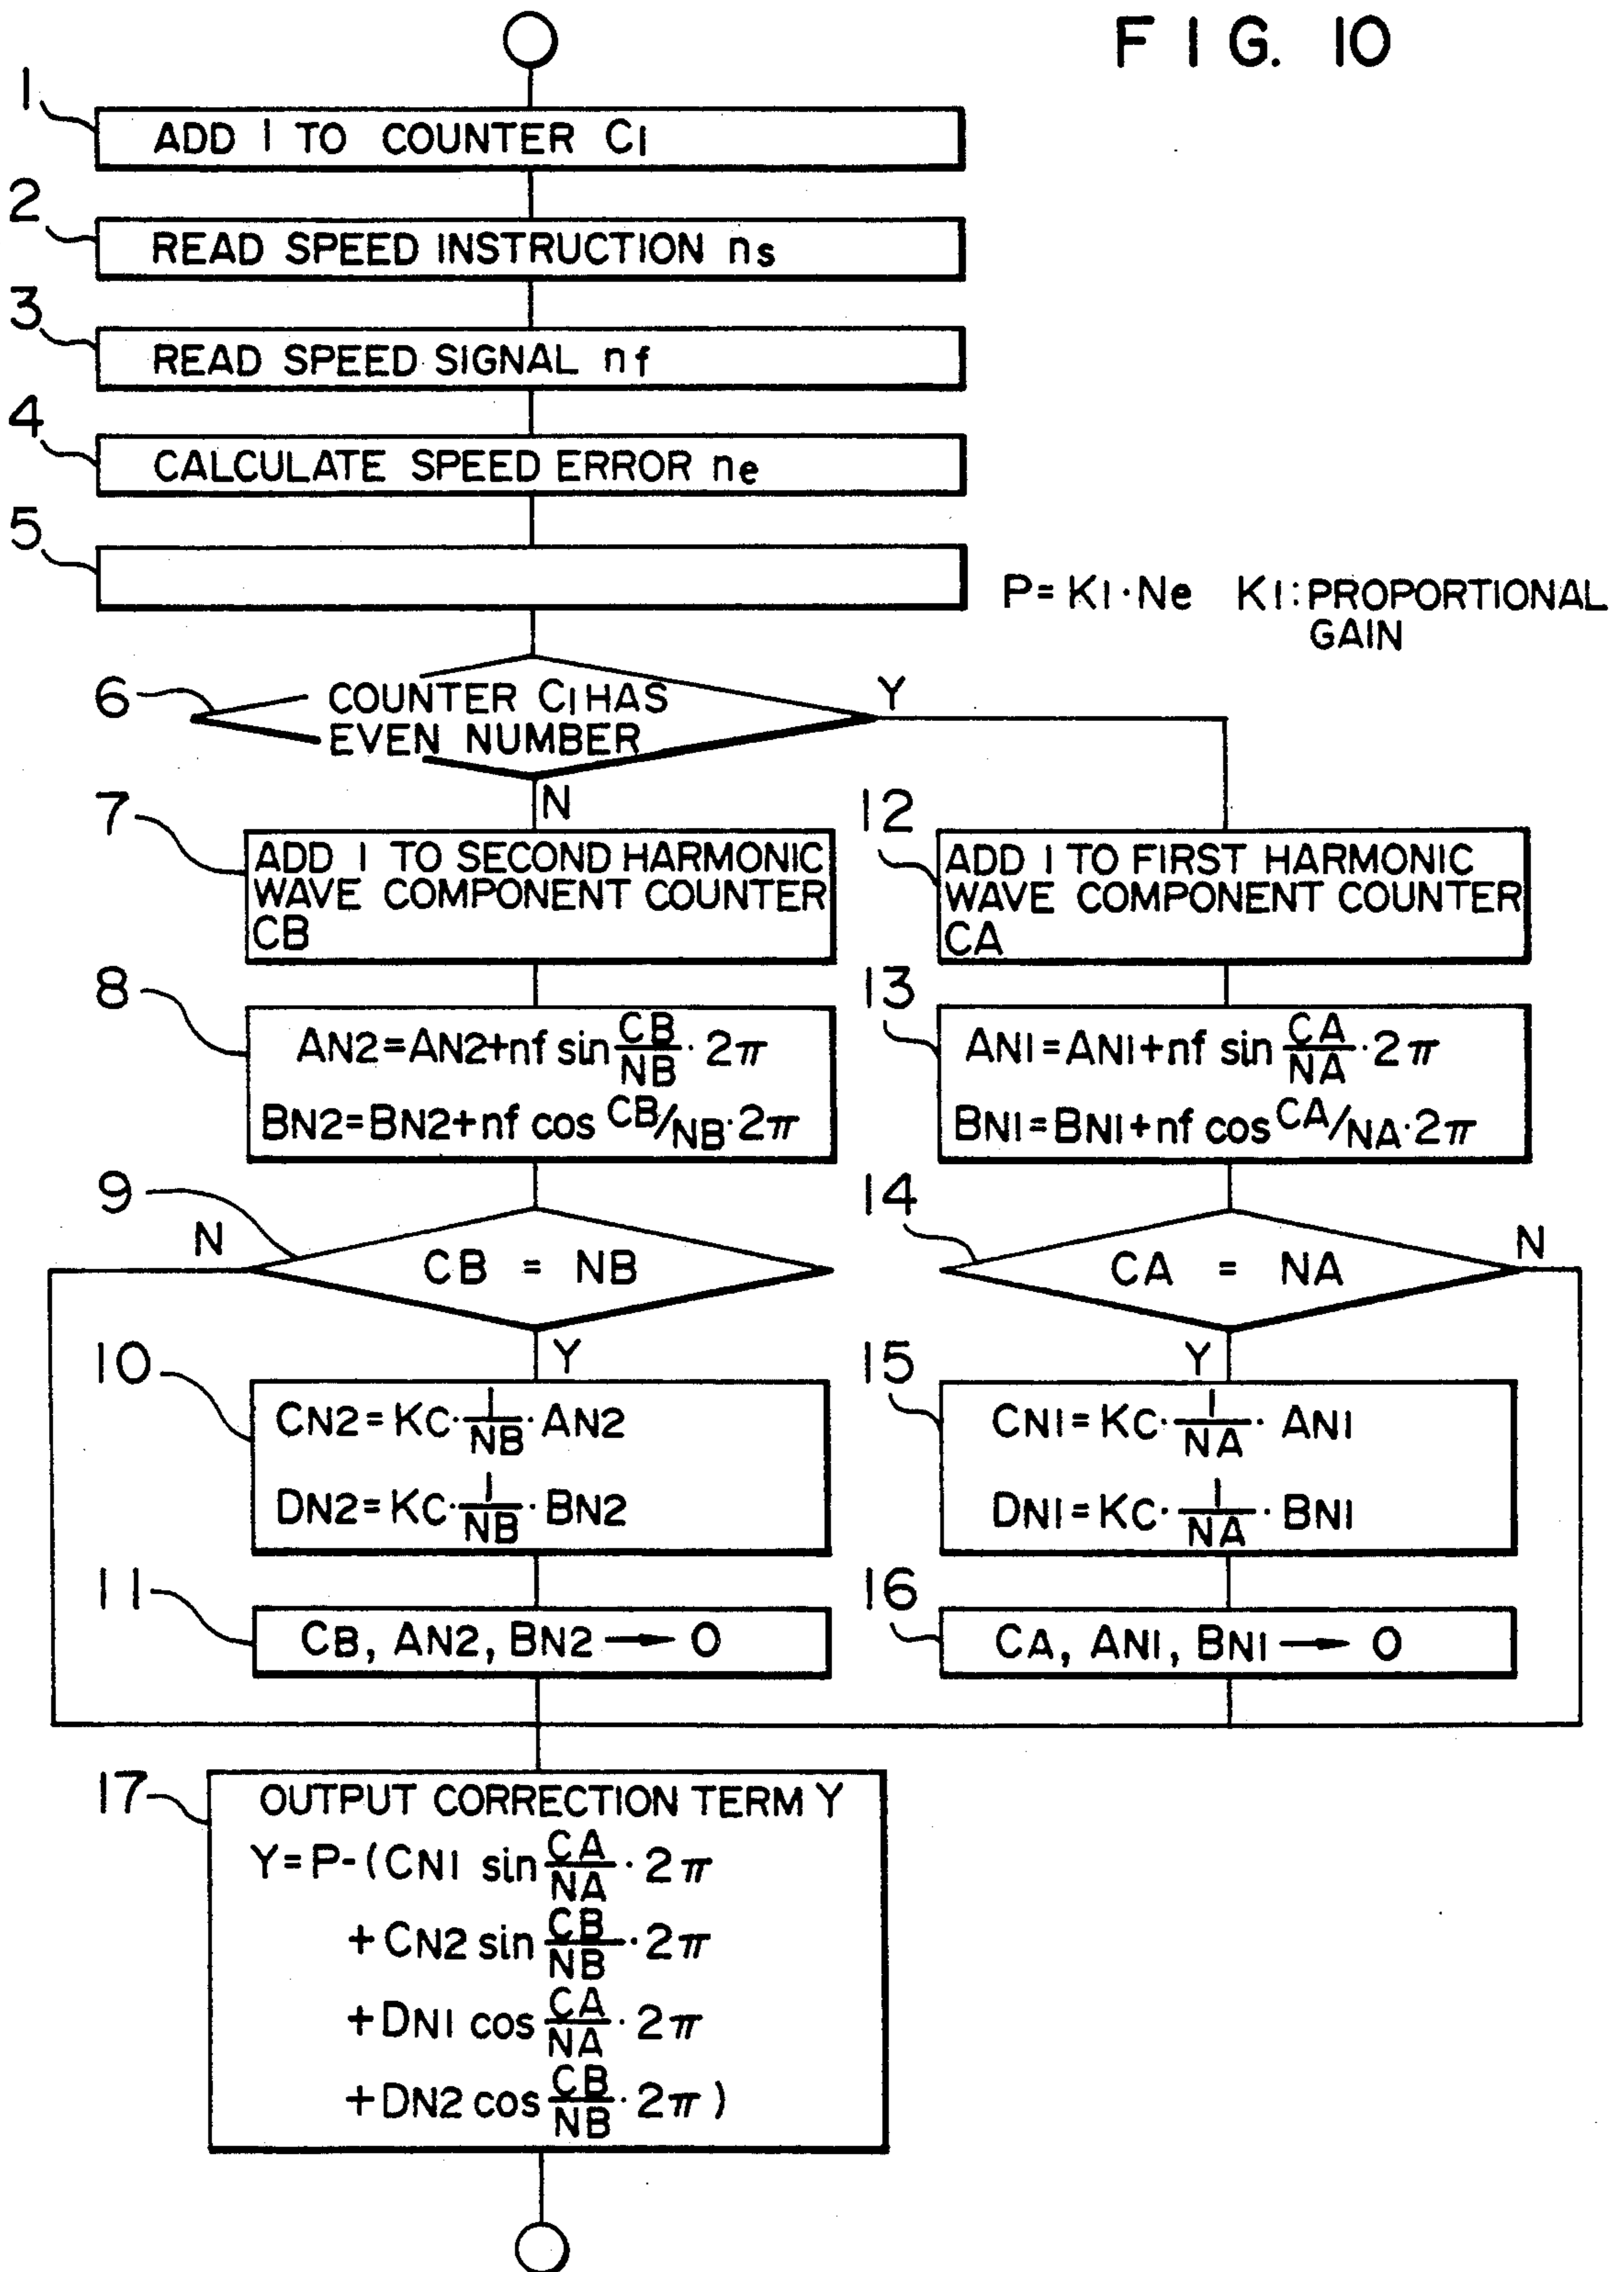 FIG. 10
1
ADD 1 TO COUNTER C1
2
READ SPEED INSTRUCTION ns
3
READ SPEED SIGNAL nf
4
CALCULATE SPEED ERROR ne
5
P=K1·Ne K1:PROPORTIONAL
GAIN
6
COUNTER C1 HAS
EVEN NUMBER
Y
N
7
ADD 1 TO SECOND HARMONIC
WAVE COMPONENT COUNTER
CB
12
ADD 1 TO FIRST HARMONIC
WAVE COMPONENT COUNTER
CA
8
AN2=AN2+nf sin CB/NB · 2π
BN2=BN2+nf cos CB/NB·2π
13
AN1=AN1+nf sin CA/NA · 2π
BN1=BN1+nf cos CA/NA·2π
9
N
CB = NB
Y
14
CA = NA
N
Y
10
CN2=KC· 1/NB · AN2
DN2=KC· 1/NB · BN2
15
CN1=KC· 1/NA · AN1
DN1=KC· 1/NA · BN1
11
CB, AN2, BN2 → 0
16
CA, AN1, BN1 → 0
17
OUTPUT CORRECTION TERM Y
Y=P-(CN1 sin CA/NA · 2π
+CN2 sin CB/NB · 2π
+DN1 cos CA/NA · 2π
+DN2 cos CB/NB · 2π)